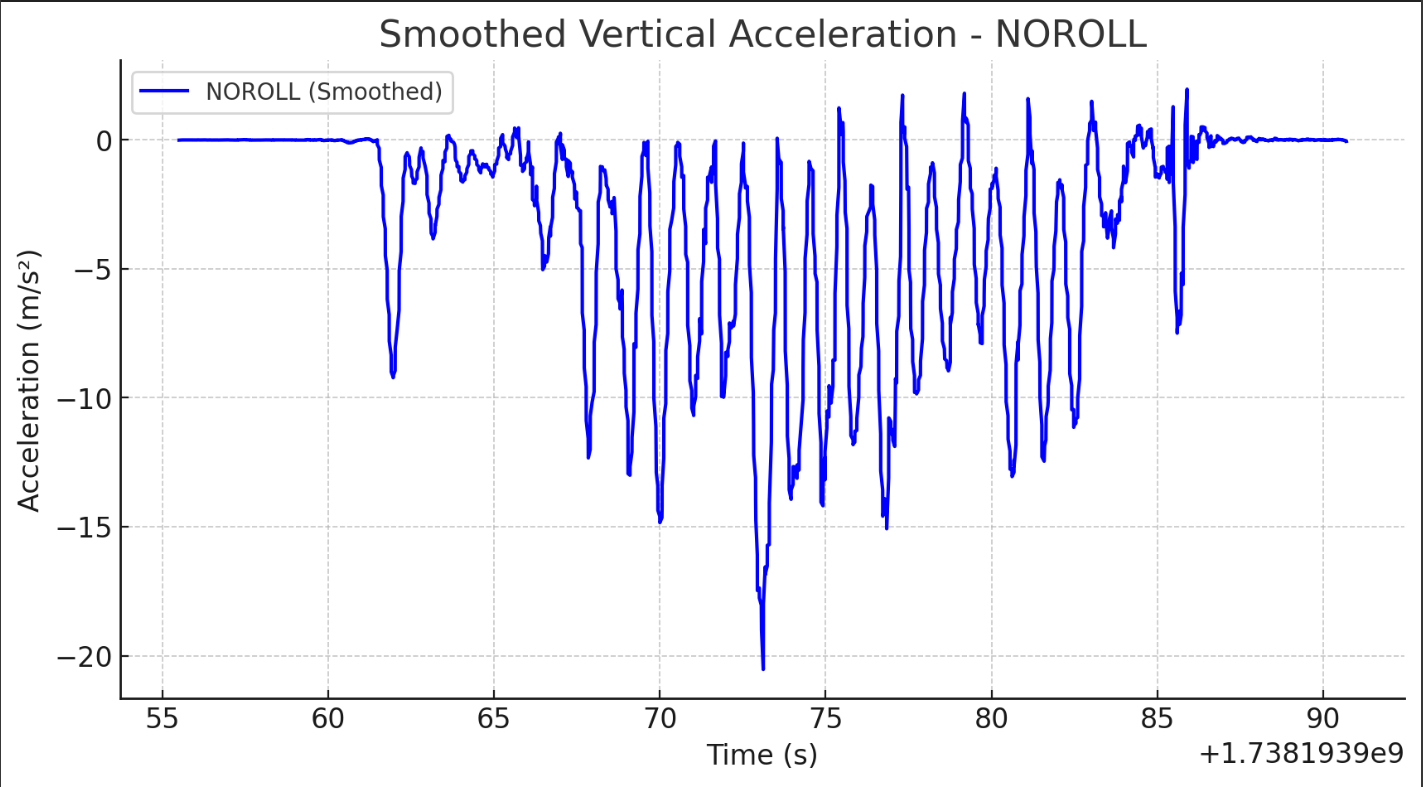 Smoothed Vertical Acceleration - NOROLL
NOROLL (Smoothed)
Acceleration (m/s²)
0
−5
−10
−15
−20
55 60 65 70 75 80 85 90
Time (s)
+1.7381939e9